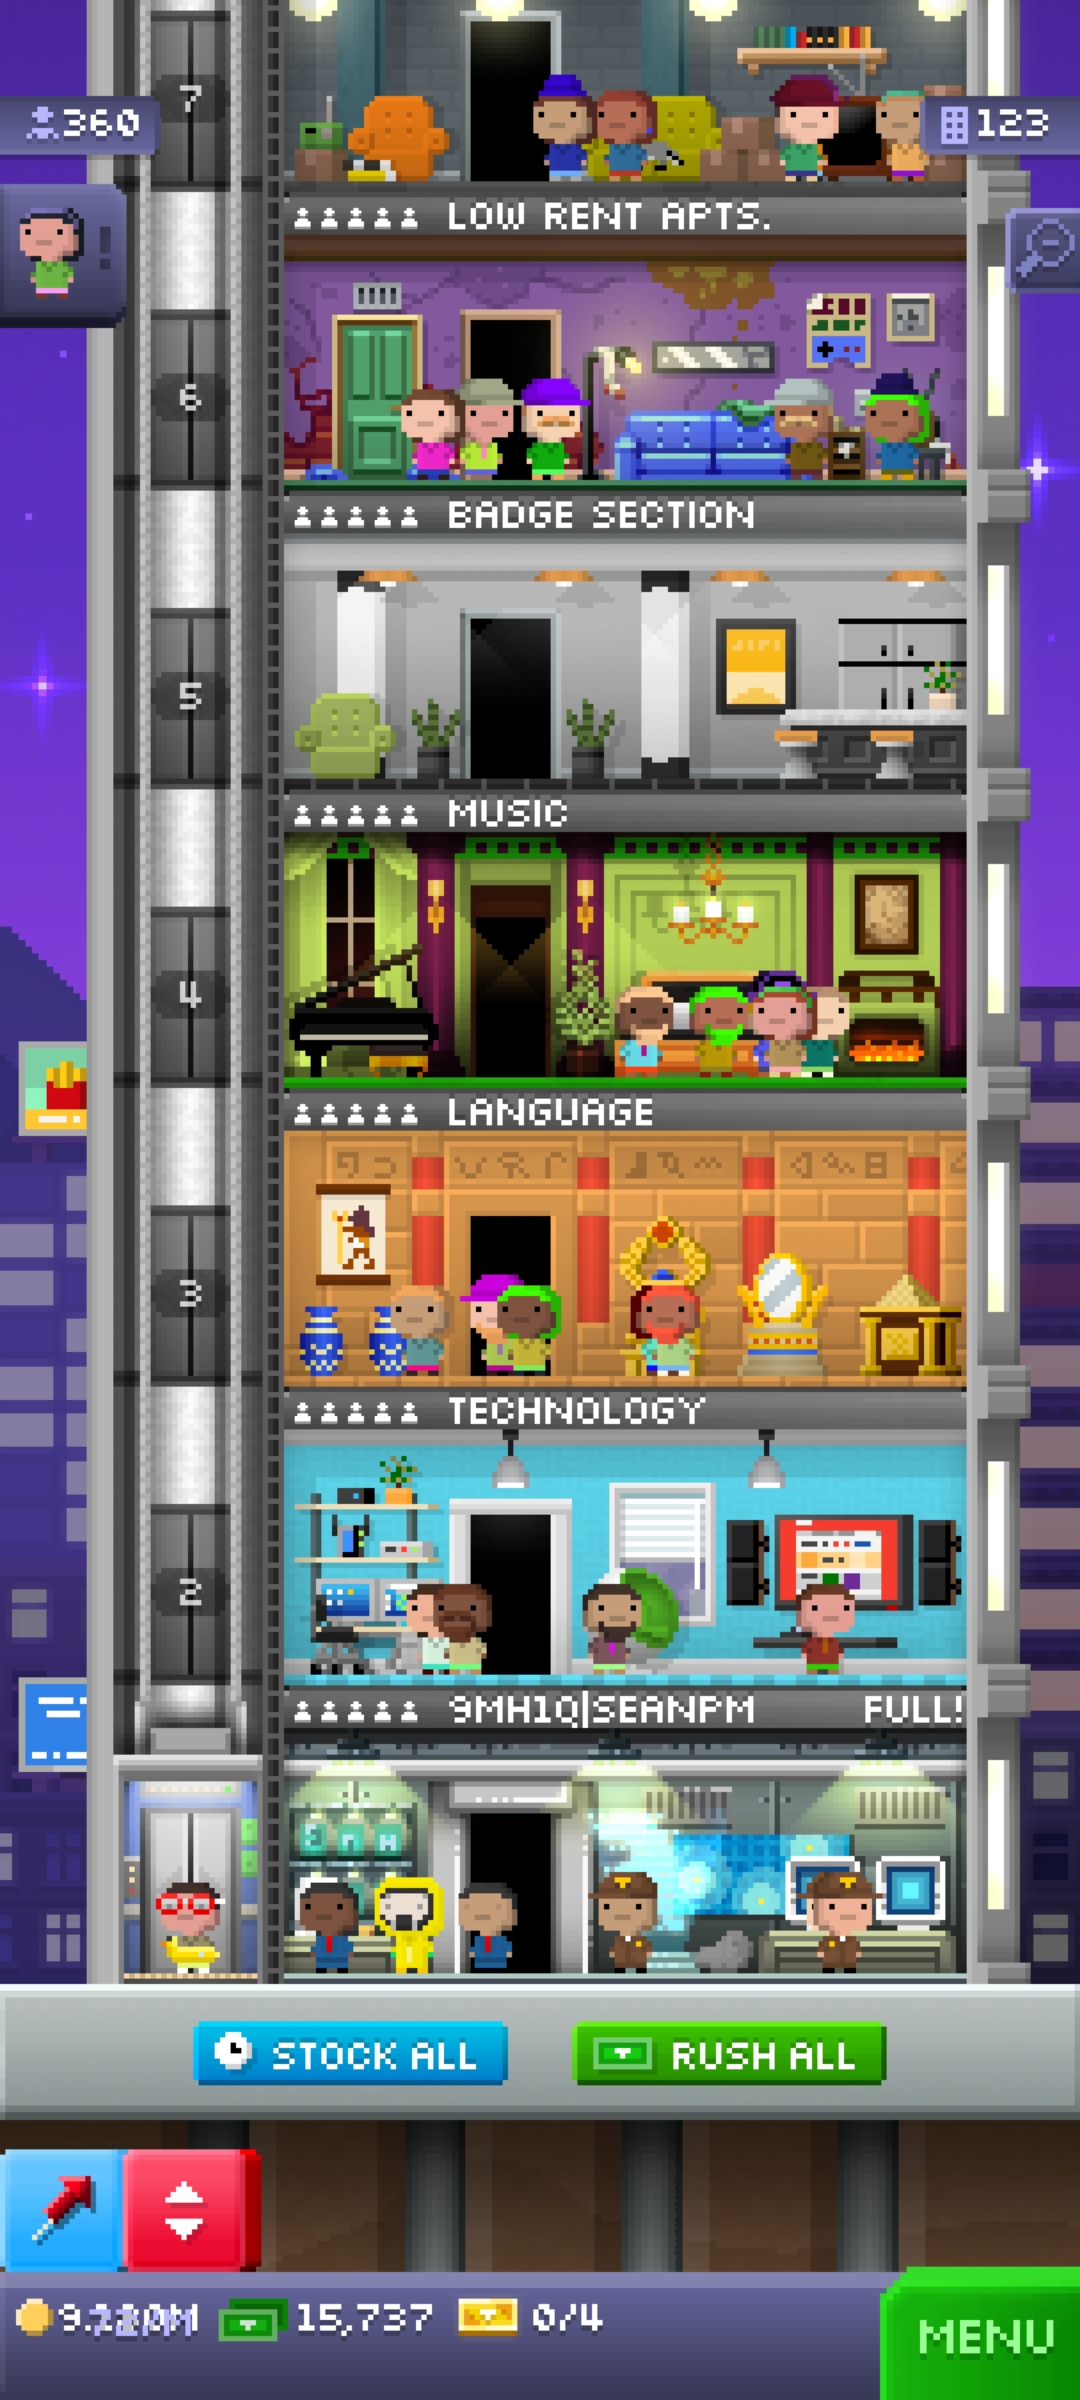 7
360
123
LOW RENT APTS.
6
BADGE SECTION
5
MUSIC
4
LANGUAGE
3
TECHNOLOGY
2
9MH1Q|SEANPM FULL!
STOCK ALL
RUSH ALL
15,737
0/4
MENU